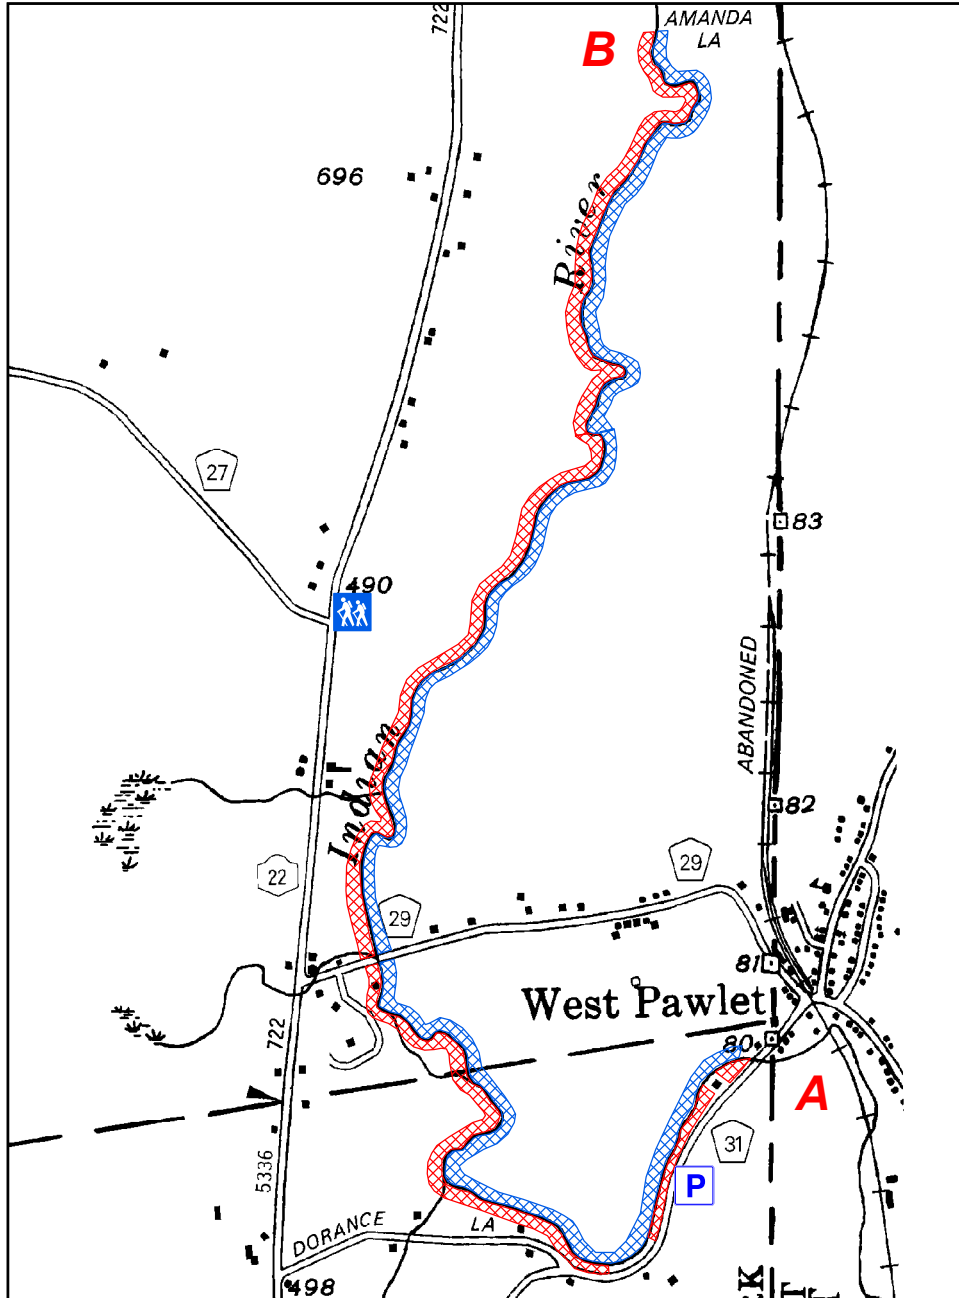 722
AMANDA
LA
B
696
River
27
490
83
ABANDONED
82
Indian
22
29
29
81
West Pawlet
80
722
A
31
5336
P
DORANCE
LA
498